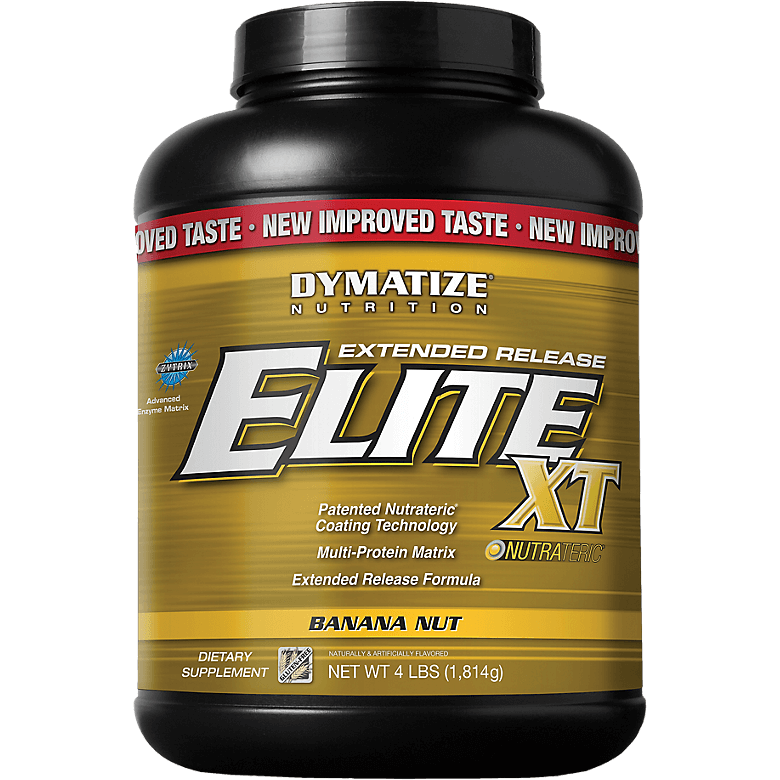 OVED TASTE · NEW IMPROVED TASTE · NEW IMPROV
DYMATIZE®
NUTRITION
EXTENDED RELEASE
ELITE
XT
ZYTRIX
Advanced
Enzyme Matrix
Patented Nutrateric®
Coating Technology
Multi-Protein Matrix
Extended Release Formula
NUTRATERIC®
BANANA NUT
DIETARY
SUPPLEMENT
GLUTEN-FREE
NATURALLY & ARTIFICIALLY FLAVORED
NET WT 4 LBS (1,814g)